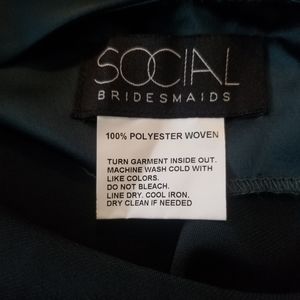 SOCIAL
BRIDESMAIDS
100% POLYESTER WOVEN
TURN GARMENT INSIDE OUT.
MACHINE WASH COLD WITH
LIKE COLORS.
DO NOT BLEACH.
LINE DRY. COOL IRON.
DRY CLEAN IF NEEDED